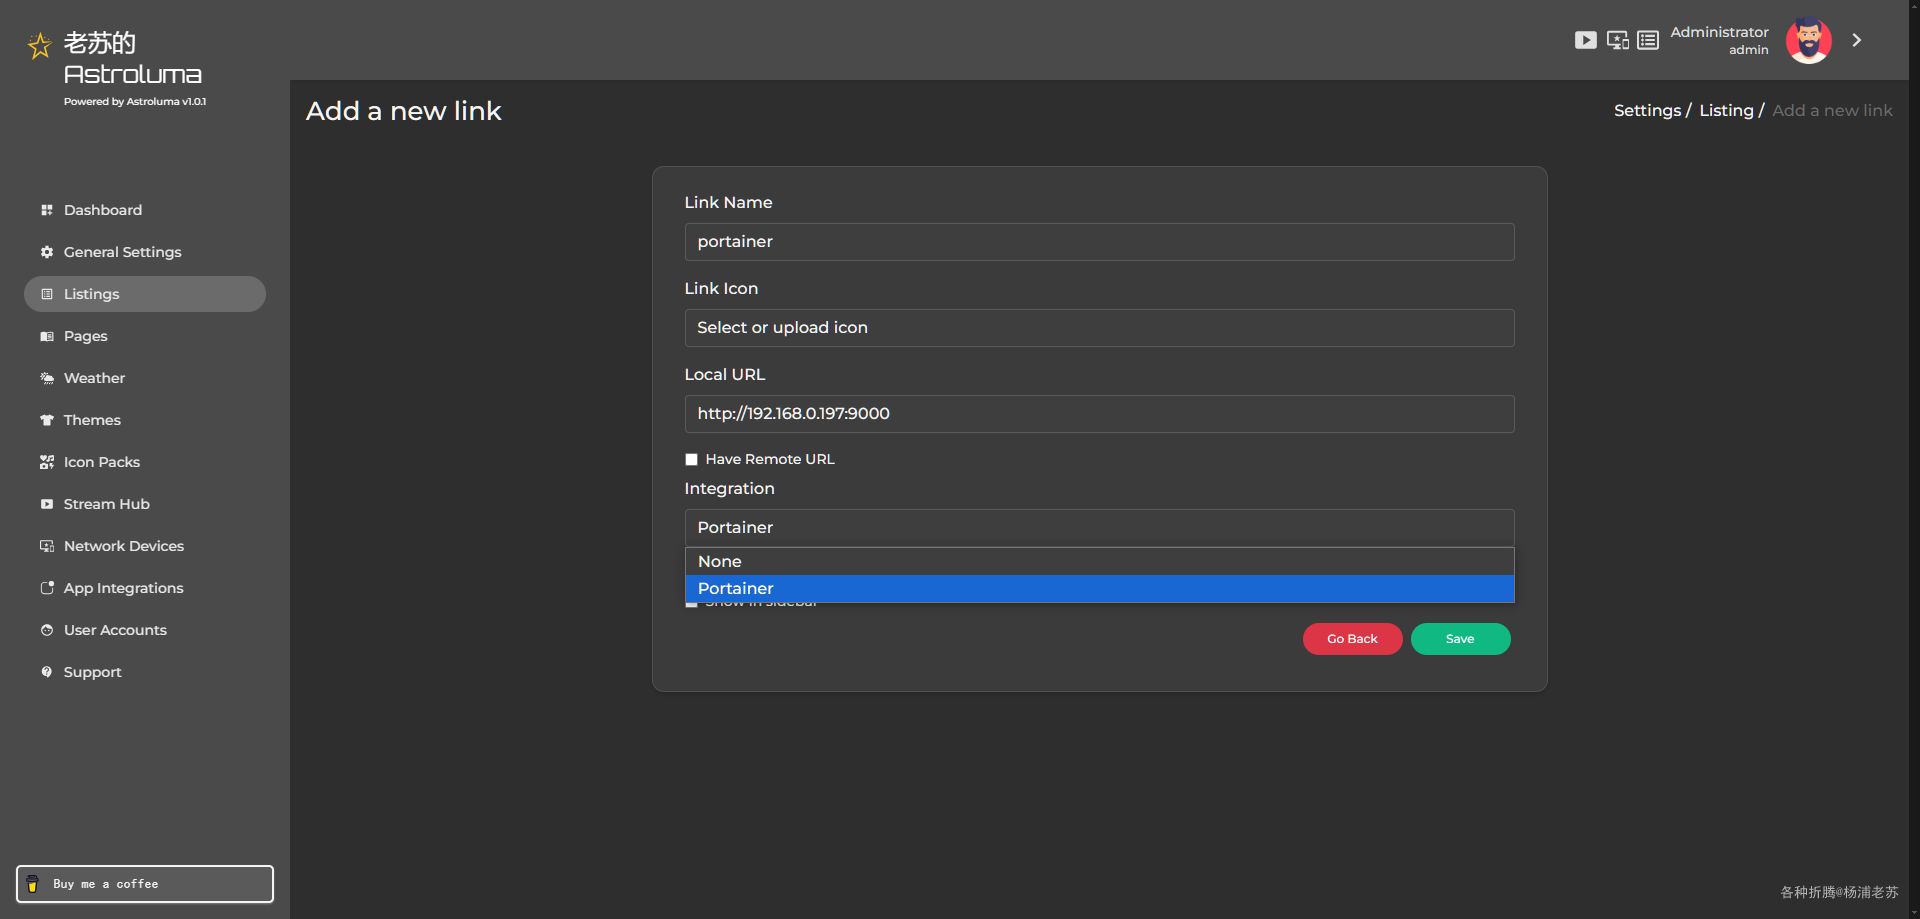 老苏的
Astroluma
Powered by Astroluma v1.0.1
Administrator
admin
Dashboard
General Settings
Listings
Pages
Weather
Themes
Icon Packs
Stream Hub
Network Devices
App Integrations
User Accounts
Support
Buy me a coffee
Add a new link
Settings / Listing / Add a new link
Link Name
portainer
Link Icon
Select or upload icon
Local URL
http://192.168.0.197:9000
Have Remote URL
Integration
Portainer
None
Portainer
Show in sidebar
Go Back
Save
各种折腾@杨浦老苏